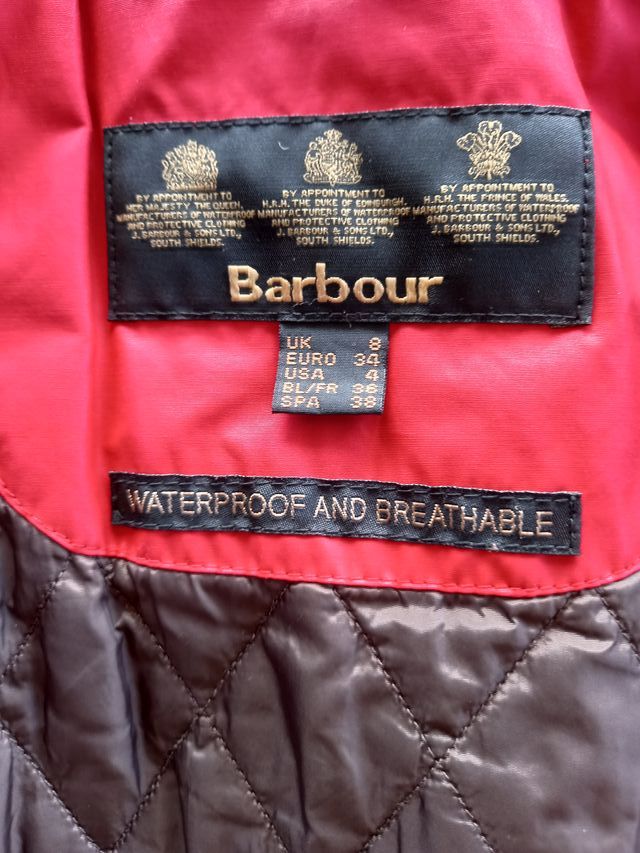 BY APPOINTMENT TO
HER MAJESTY THE QUEEN.
MANUFACTURERS OF WATERPROOF
AND PROTECTIVE CLOTHING
J. BARBOUR & SONS LTD.,
SOUTH SHIELDS.
BY APPOINTMENT TO
H.R.H. THE DUKE OF EDINBURGH.
MANUFACTURERS OF WATERPROOF
AND PROTECTIVE CLOTHING
J. BARBOUR & SONS LTD.,
SOUTH SHIELDS.
BY APPOINTMENT TO
H.R.H. THE PRINCE OF WALES.
MANUFACTURERS OF WATERPROOF
AND PROTECTIVE CLOTHING
J. BARBOUR & SONS LTD.,
SOUTH SHIELDS.
Barbour
UK 8
EURO 34
USA 4
BL/FR 36
SPA 38
WATERPROOF AND BREATHABLE